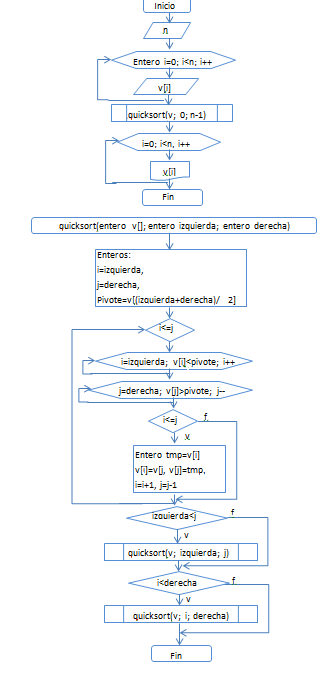 Inicio
n
Entero i=0; i<n; i++
v[i]
quicksort(v; 0; n-1)
i=0; i<n, i++
v[i]
Fin
quicksort(entero v[]; entero izquierda; entero derecha)
Enteros:
i=izquierda,
j=derecha,
Pivote=v[(izquierda+derecha)/ 2]
i<=j
i=izquierda; v[i]<pivote; i++
j=derecha; v[j]>pivote; j--
i<=j
f
v
Entero tmp=v[i]
v[i]=v[j, v[j]=tmp,
i=i+1, j=j-1
izquierda<j
f
v
quicksort(v; izquierda; j)
i<derecha
f
v
quicksort(v; i; derecha)
Fin